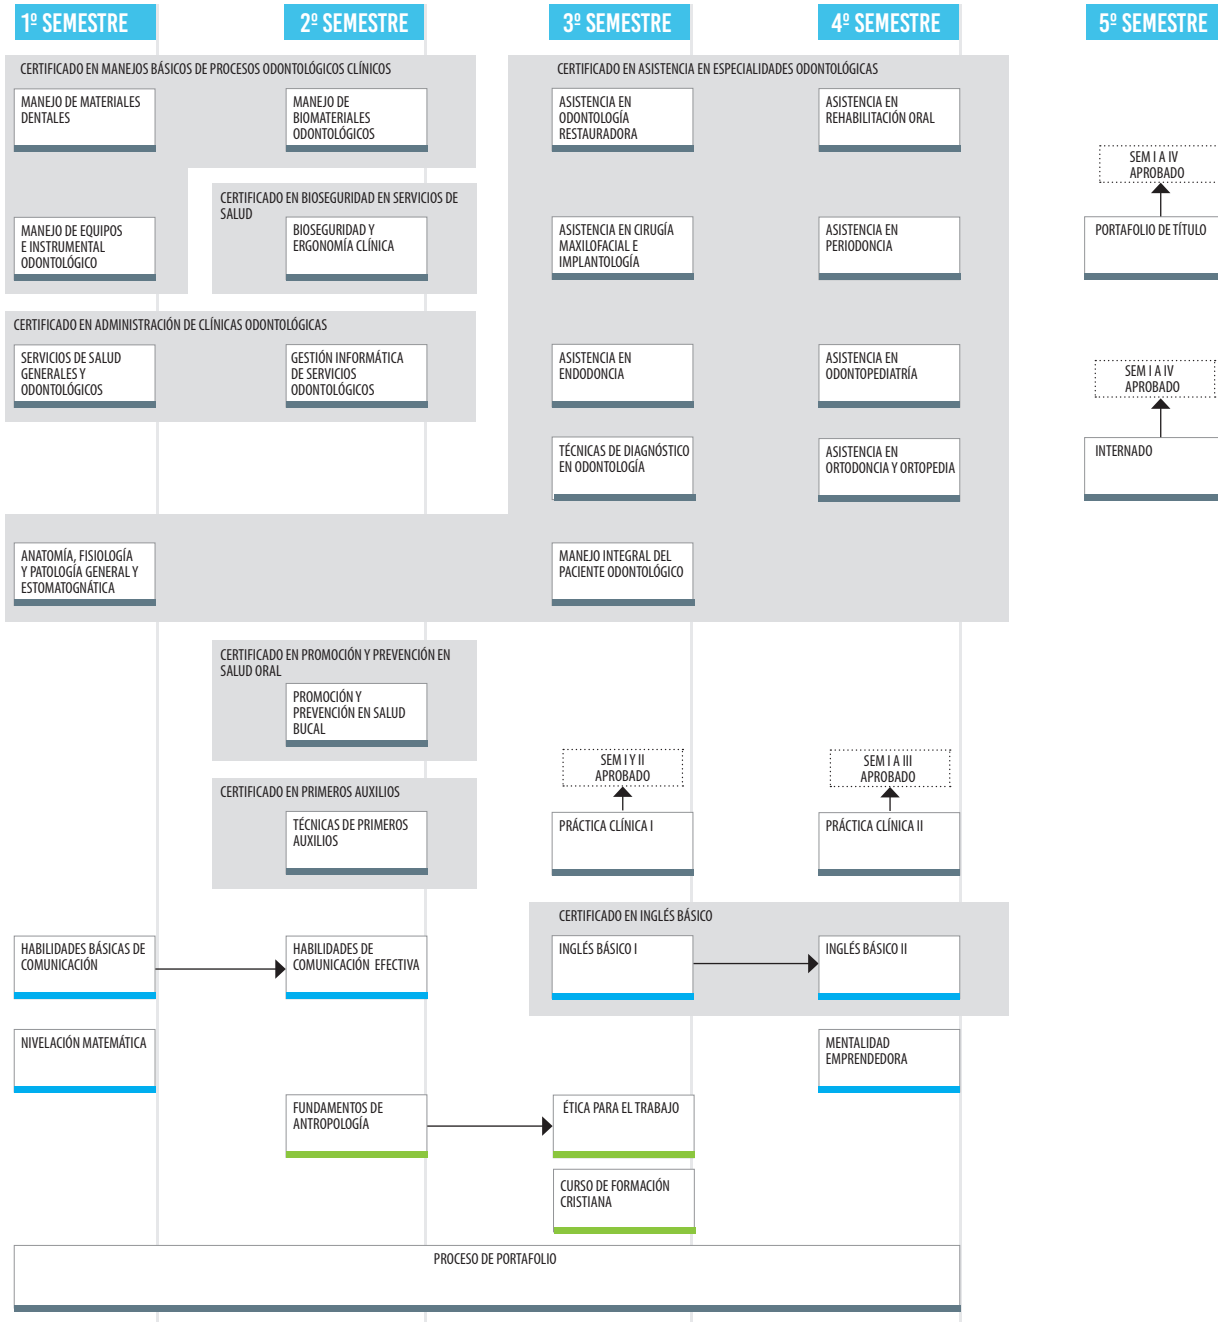 1º SEMESTRE
2º SEMESTRE
3º SEMESTRE
4º SEMESTRE
5º SEMESTRE
CERTIFICADO EN MANEJOS BÁSICOS DE PROCESOS ODONTOLÓGICOS CLÍNICOS
CERTIFICADO EN ASISTENCIA EN ESPECIALIDADES ODONTOLÓGICAS
MANEJO DE MATERIALES
DENTALES
MANEJO DE
BIOMATERIALES
ODONTOLÓGICOS
ASISTENCIA EN
ODONTOLOGÍA
RESTAURADORA
ASISTENCIA EN
REHABILITACIÓN ORAL
SEM I A IV
APROBADO
CERTIFICADO EN BIOSEGURIDAD EN SERVICIOS DE
SALUD
MANEJO DE EQUIPOS
E INSTRUMENTAL
ODONTOLÓGICO
BIOSEGURIDAD Y
ERGONOMÍA CLÍNICA
ASISTENCIA EN CIRUGÍA
MAXILOFACIAL E
IMPLANTOLOGÍA
ASISTENCIA EN
PERIODONCIA
PORTAFOLIO DE TÍTULO
CERTIFICADO EN ADMINISTRACIÓN DE CLÍNICAS ODONTOLÓGICAS
SERVICIOS DE SALUD
GENERALES Y
ODONTOLÓGICOS
GESTIÓN INFORMÁTICA
DE SERVICIOS
ODONTOLÓGICOS
ASISTENCIA EN
ENDODONCIA
ASISTENCIA EN
ODONTOPEDIATRÍA
SEM I A IV
APROBADO
TÉCNICAS DE DIAGNÓSTICO
EN ODONTOLOGÍA
ASISTENCIA EN
ORTODONCIA Y ORTOPEDIA
INTERNADO
ANATOMÍA, FISIOLOGÍA
Y PATOLOGÍA GENERAL Y
ESTOMATOGNÁTICA
MANEJO INTEGRAL DEL
PACIENTE ODONTOLÓGICO
CERTIFICADO EN PROMOCIÓN Y PREVENCIÓN EN
SALUD ORAL
PROMOCIÓN Y
PREVENCIÓN EN SALUD
BUCAL
SEM I Y II
APROBADO
SEM I A III
APROBADO
CERTIFICADO EN PRIMEROS AUXILIOS
TÉCNICAS DE PRIMEROS
AUXILIOS
PRÁCTICA CLÍNICA I
PRÁCTICA CLÍNICA II
CERTIFICADO EN INGLÉS BÁSICO
HABILIDADES BÁSICAS DE
COMUNICACIÓN
HABILIDADES DE
COMUNICACIÓN EFECTIVA
INGLÉS BÁSICO I
INGLÉS BÁSICO II
NIVELACIÓN MATEMÁTICA
MENTALIDAD
EMPRENDEDORA
FUNDAMENTOS DE
ANTROPOLOGÍA
ÉTICA PARA EL TRABAJO
CURSO DE FORMACIÓN
CRISTIANA
PROCESO DE PORTAFOLIO